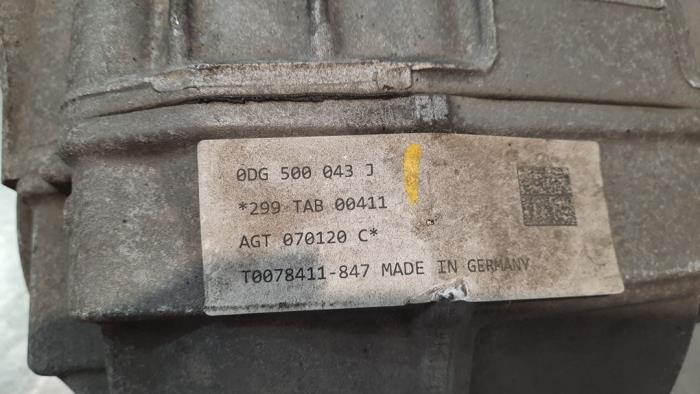 0DG 500 043 J
*299 TAB 00411
AGT 070120 C*
T0078411-847 MADE IN GERMANY